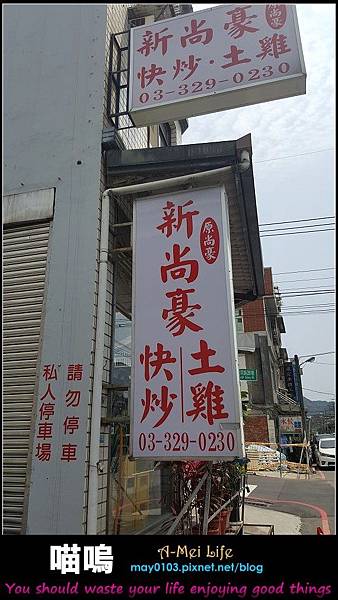 新尚豪
原尚豪
快炒·土雞
03-329-0230
新尚豪
原尚豪
快炒
土雞
03-329-0230
私人停車場
請勿停車
喵嗚
A-Mei Life
may0103.pixnet.net/blog
You should waste your life enjoying good things